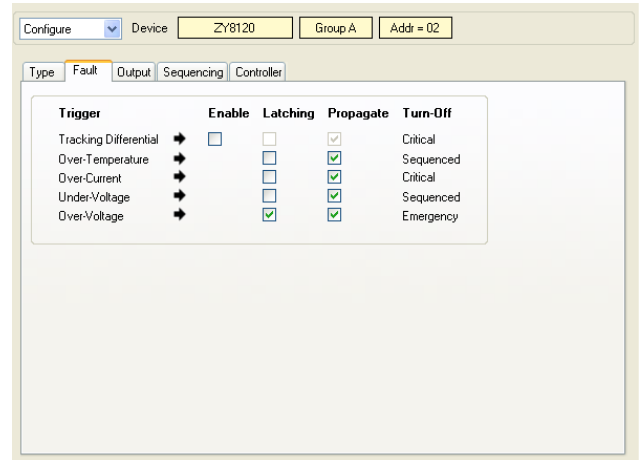 Configure Device ZY8120 Group A Addr = 02
Type Fault Output Sequencing Controller
Trigger Enable Latching Propagate Turn-Off
Tracking Differential Critical
Over-Temperature Sequenced
Over-Current Critical
Under-Voltage Sequenced
Over-Voltage Emergency